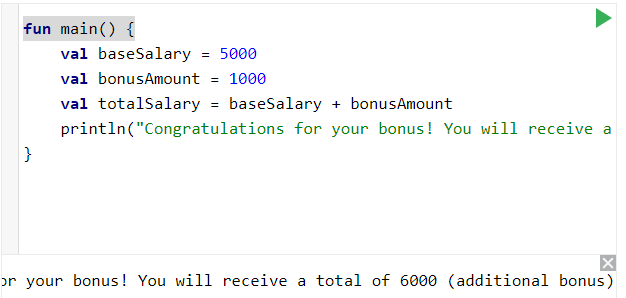 fun main() {
val baseSalary = 5000
val bonusAmount = 1000
val totalSalary = baseSalary + bonusAmount
println("Congratulations for your bonus! You will receive a
}
or your bonus! You will receive a total of 6000 (additional bonus)